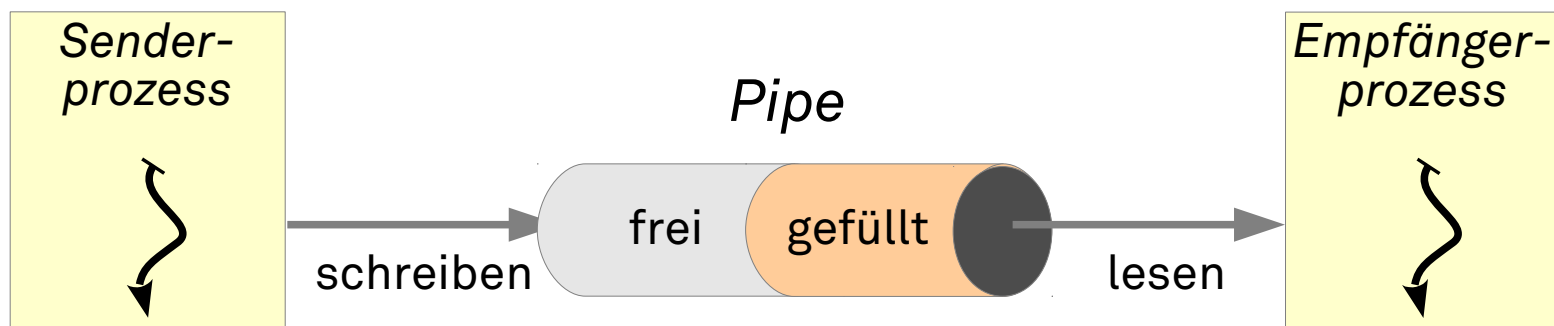 Sender-
prozess
Pipe
Empfänger-
prozess
frei
gefüllt
schreiben
lesen